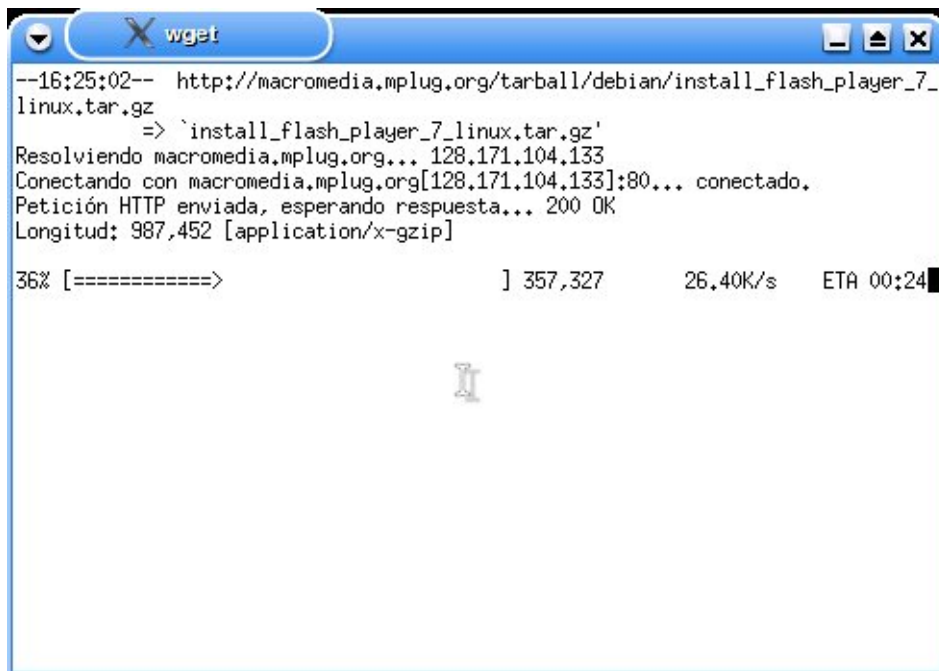 wget
--16:25:02-- http://macromedia.mplug.org/tarball/debian/install_flash_player_7_
linux.tar.gz
=> `install_flash_player_7_linux.tar.gz'
Resolviendo macromedia.mplug.org... 128.171.104.133
Conectando con macromedia.mplug.org[128.171.104.133]:80... conectado.
Petición HTTP enviada, esperando respuesta... 200 OK
Longitud: 987,452 [application/x-gzip]
36% [============> ] 357,327 26.40K/s ETA 00:24